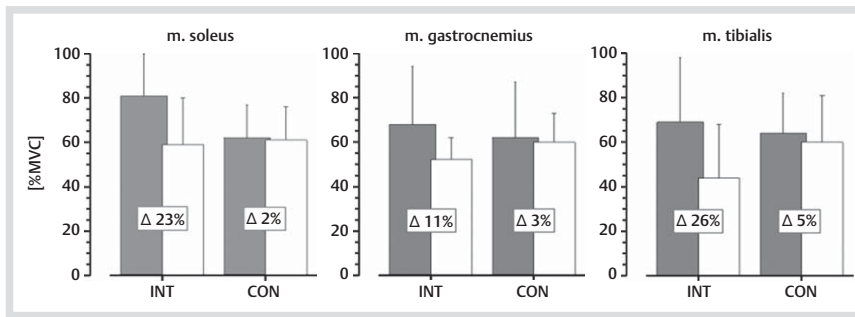 m. soleus
m. gastrocnemius
m. tibialis
[%MVC]
100
80
60
40
20
0
Δ 23%
Δ 2%
INT
CON
100
80
60
40
20
0
Δ 11%
Δ 3%
INT
CON
100
80
60
40
20
0
Δ 26%
Δ 5%
INT
CON